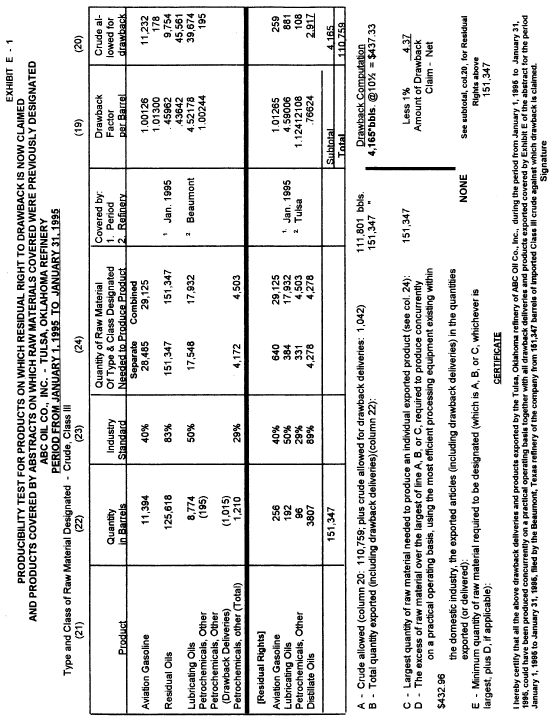 EXHIBIT E - 1
PRODUCIBILITY TEST FOR PRODUCTS ON WHICH RESIDUAL RIGHT TO DRAWBACK IS NOW CLAIMED
AND PRODUCTS COVERED BY ABSTRACTS ON WHICH RAW MATERIALS COVERED WERE PREVIOUSLY DESIGNATED
ABC OIL CO., INC. - TULSA, OKLAHOMA REFINERY
PERIOD FROM JANUARY 1, 1995 TO JANUARY 31, 1995
Type and Class of Raw Material Designated - Crude, Class III
(21) (22) (23) (24) (19) (20)
Product Quantity in Barrels Industry Standard Quantity of Raw Material Of Type & Class Designated Needed to Produce Product Covered by: 1. Period 2. Refinery Drawback Factor per Barrel Crude al- lowed for drawback
Separate Combined
Aviation Gasoline 11,394 40% 28,485 29,125 1.00126 11,232
1.01300 178
Residual Oils 125,618 83% 151,347 151,347 1 Jan. 1995 .45962 9,754
.43642 45,561
Lubricating Oils 8,774 50% 17,548 17,932 2 Beaumont 4.52178 39,674
Petrochemicals, Other (195) 1.00244 195
Petrochemicals, Other
(Drawback Deliveries) (1,015)
Petrochemicals, other (Total) 1,210 29% 4,172 4,503
[Residual Rights]
Aviation Gasoline 256 40% 640 29,125 1.01265 259
Lubricating Oils 192 50% 384 17,932 1. Jan. 1995 4.59006 881
Petrochemicals, Other 96 29% 331 4,503 2 Tulsa 1.12412108 108
Distillate Oils 3807 89% 4,278 4,278 .76624 2,917
Subtotal 4,165
151,347 Total 110,759
A - Crude allowed (column 20: 110,759; plus crude allowed for drawback deliveries: 1,042) 111,801 bbls.
B - Total quantity exported (including drawback deliveries)(column 22): 151,347 "
C - Largest quantity of raw material needed to produce an individual exported product (see col. 24): 151,347
D - The excess of raw material over the largest of line A, B, or C, required to produce concurrently
on a practical operating basis, using the most efficient processing equipment existing within
$432.96
the domestic industry, the exported articles (including drawback deliveries) in the quantities
exported (or delivered): NONE
E - Minimum quantity of raw material required to be designated (which is A, B, or C, whichever is
largest, plus D, if applicable): 151,347
Drawback Computation
4,165*bbls. @10½ = $437.33
Less 1% 4.37
Amount of Drawback
Claim - Net
See subtotal, col.20, for Residual
Rights above
CERTIFICATE
I hereby certify that all the above drawback deliveries and products exported by the Tulsa, Oklahoma refinery of ABC Oil Co., Inc., during the period from January 1, 1995 to January 31,
1995, could have been produced concurrently on a practical operating basis together with all drawback deliveries and products exported covered by Exhibit E of the abstract for the period
January 1, 1995 to January 31, 1995, filed by the Beaumont, Texas refinery of the company from 151,347 barrels of imported Class III crude against which drawback is claimed.
Signature